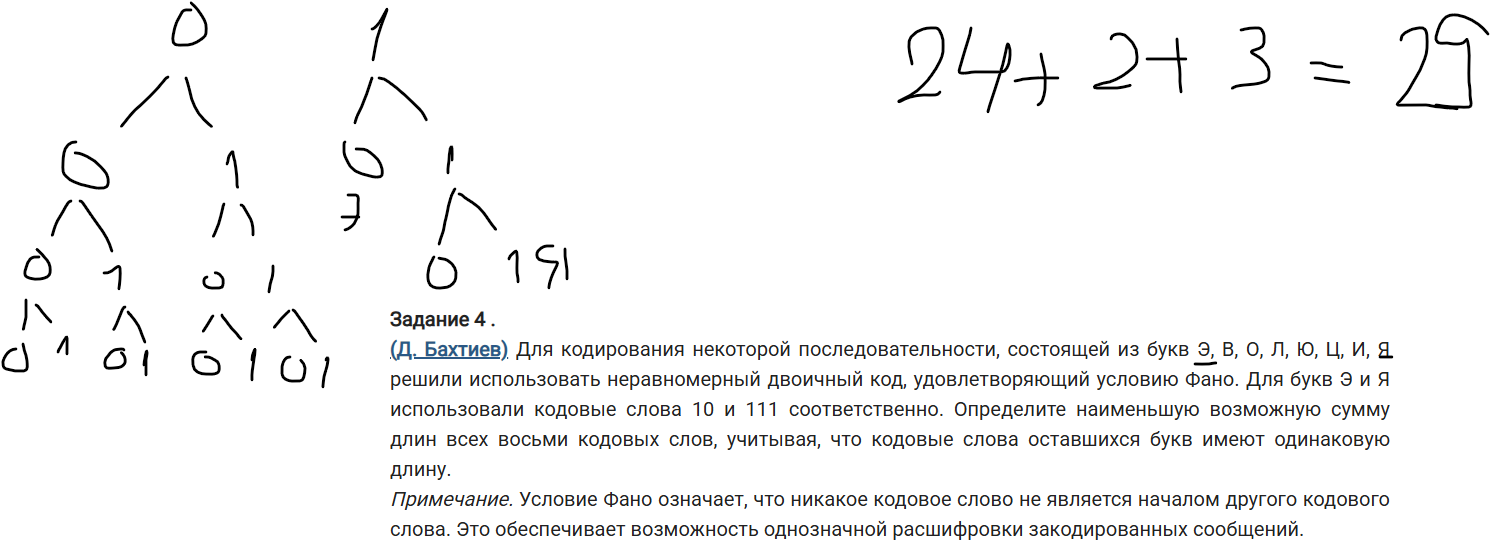 0 1
24+2+3=29
0 1 0 1
Э
0 1 0 1 0 1Я
0 1 0 1 0 1 0 1
Задание 4 .
(Д. Бахтиев) Для кодирования некоторой последовательности, состоящей из букв Э, В, О, Л, Ю, Ц, И, Я
решили использовать неравномерный двоичный код, удовлетворяющий условию Фано. Для букв Э и Я
использовали кодовые слова 10 и 111 соответственно. Определите наименьшую возможную сумму
длин всех восьми кодовых слов, учитывая, что кодовые слова оставшихся букв имеют одинаковую
длину.
Примечание. Условие Фано означает, что никакое кодовое слово не является началом другого кодового
слова. Это обеспечивает возможность однозначной расшифровки закодированных сообщений.